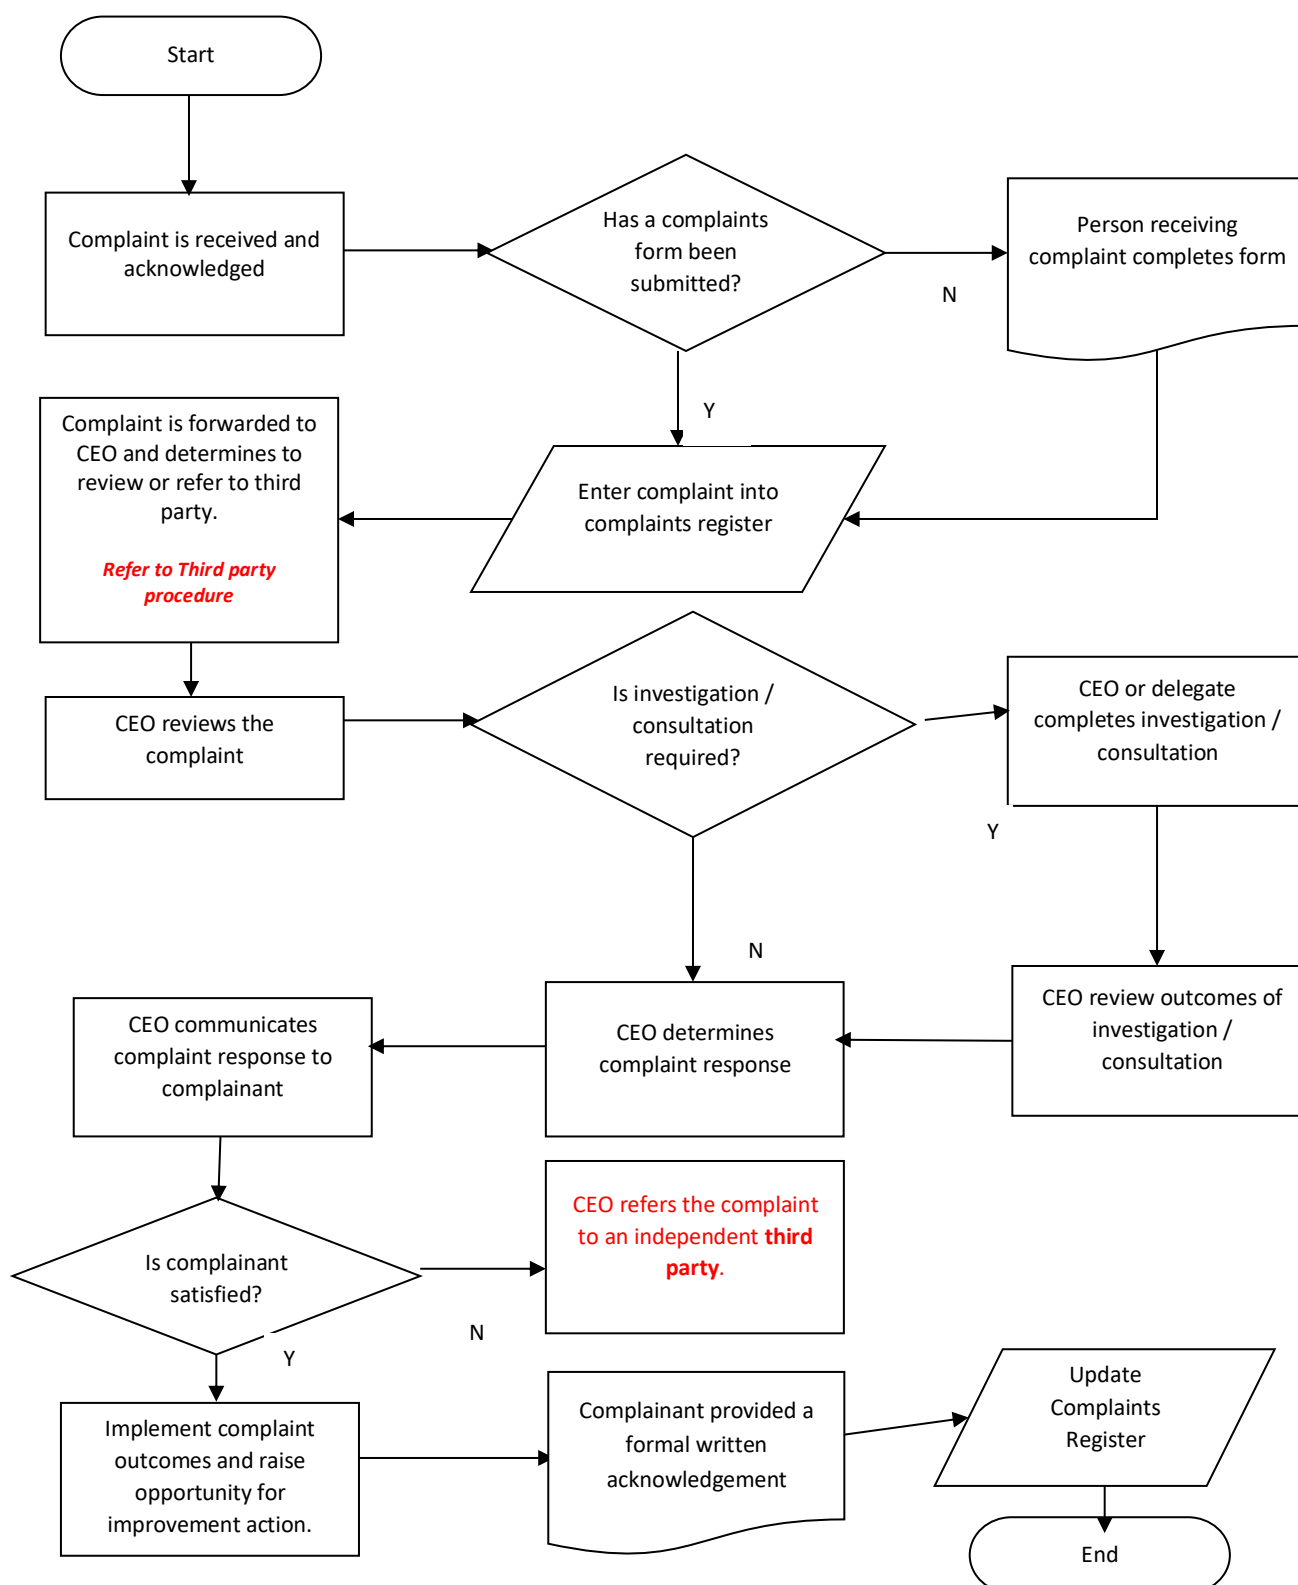 Start
Complaint is received and
acknowledged
Has a complaints
form been
submitted?
N
Person receiving
complaint completes form
Y
Complaint is forwarded to
CEO and determines to
review or refer to third
party.
Refer to Third party
procedure
Enter complaint into
complaints register
CEO reviews the
complaint
Is investigation /
consultation
required?
CEO or delegate
completes investigation /
consultation
Y
N
CEO communicates
complaint response to
complainant
CEO determines
complaint response
CEO review outcomes of
investigation /
consultation
Is complainant
satisfied?
CEO refers the complaint
to an independent third
party.
N
Y
Implement complaint
outcomes and raise
opportunity for
improvement action.
Complainant provided a
formal written
acknowledgement
Update
Complaints
Register
End